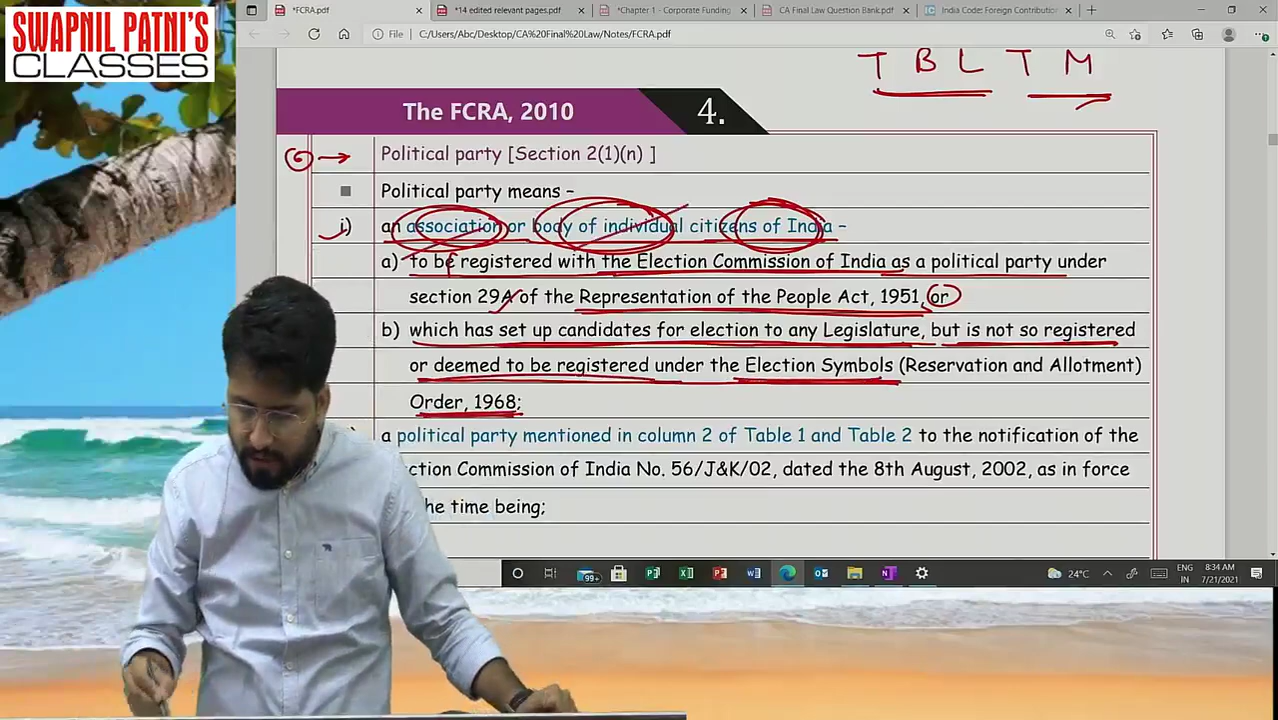 SWAPNIL PATNI'S
CLASSES
*FCRA.pdf
*14 edited relevant pages.pdf
*Chapter 1 - Corporate Funding
CA Final Law Question Bank.pdf
India Code: Foreign Contribution
File
C:/Users/Abc/Desktop/CA%20Final%20Law/Notes/FCRA.pdf
T B L T M
The FCRA, 2010
4.
Political party [Section 2(1)(n) ]
Political party means –
i) an association or body of individual citizens of India –
a) to be registered with the Election Commission of India as a political party under
section 29A of the Representation of the People Act, 1951, or
b) which has set up candidates for election to any Legislature, but is not so registered
or deemed to be registered under the Election Symbols (Reservation and Allotment)
Order, 1968;
a political party mentioned in column 2 of Table 1 and Table 2 to the notification of the
ction Commission of India No. 56/J&K/02, dated the 8th August, 2002, as in force
he time being;
99+
24°C
ENG
IN
8:34 AM
7/21/2021